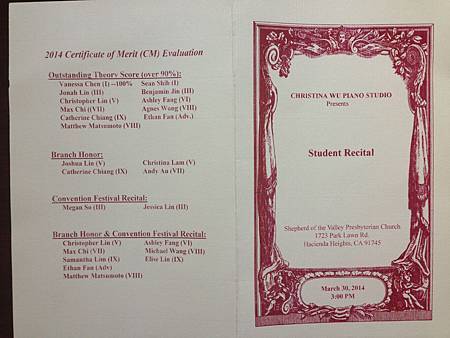 2014 Certificate of Merit (CM) Evaluation
Outstanding Theory Score (over 90%):
Vanessa Chen (I) --100% Sean Shih (I)
Jonah Lin (III) Benjamin Jin (III)
Christopher Lin (V) Ashley Fang (VI)
Max Chi ((VII) Agnes Wong (VIII)
Catherine Chiang (IX) Ethan Fan (Adv.)
Matthew Matsumoto (VIII)
Branch Honor:
Joshua Lin (V) Christina Lam (V)
Catherine Chiang (IX) Andy Au (VII)
Convention Festival Recital:
Megan So (III) Jessica Lin (III)
Branch Honor & Convention Festival Recital:
Christopher Lin (V) Ashley Fang (VI)
Max Chi (VII) Michael Wang (VIII)
Samantha Lim (IX) Elise Lin (IX)
Ethan Fan (Adv)
Matthew Matsumoto (VIII)
CHRISTINA WU PIANO STUDIO
Presents
Student Recital
Shepherd of the Valley Presbyterian Church
1723 Park Lawn Rd.
Hacienda Heights, CA 91745
March 30, 2014
3:00 PM